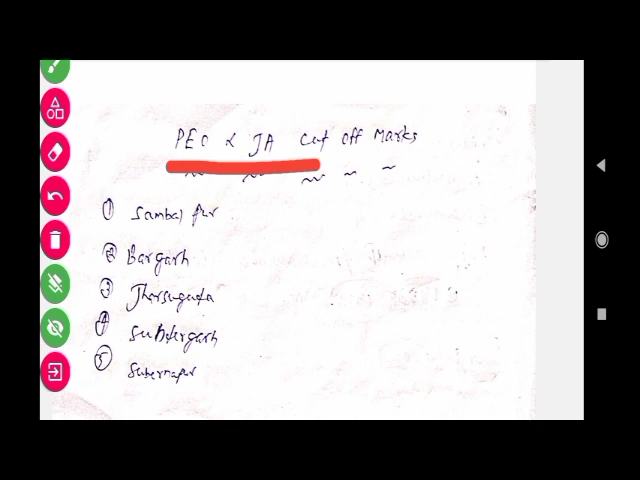 PEO & JA Cut off Marks
① Sambalpur
② Bargarh
③ Jharsuguda
④ Sundergarh
⑤ Subernapur